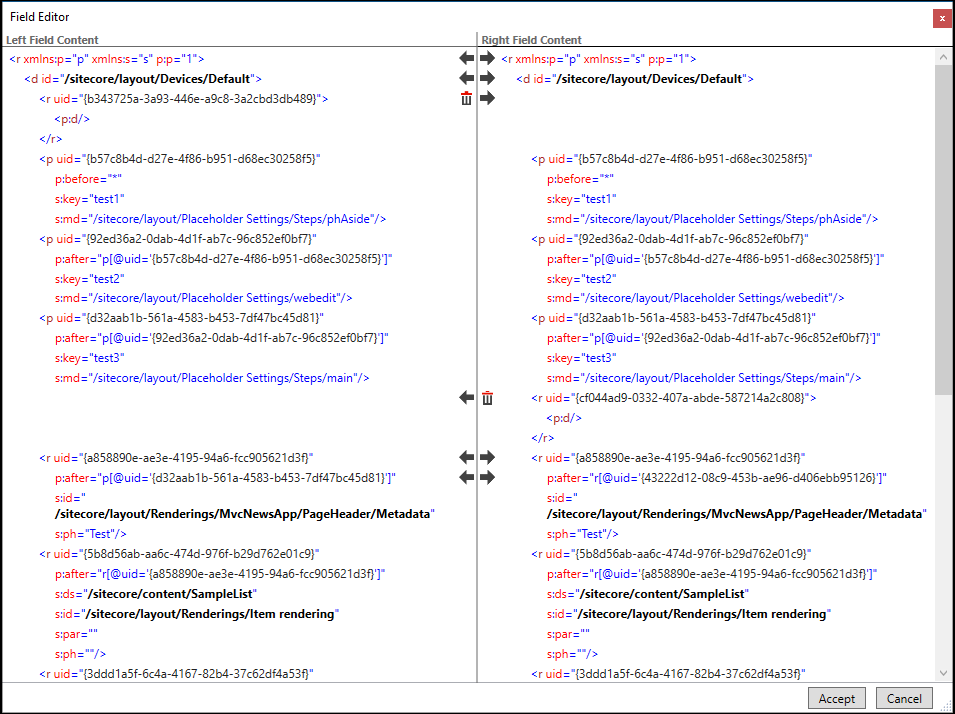 Field Editor
x
Left Field Content
Right Field Content
<r xmlns:p="p" xmlns:s="s" p:p="1">
<d id="/sitecore/layout/Devices/Default">
<r uid="{b343725a-3a93-446e-a9c8-3a2cbd3db489}">
<p:d/>
</r>
<p uid="{b57c8b4d-d27e-4f86-b951-d68ec30258f5}"
p:before="*"
s:key="test1"
s:md="/sitecore/layout/Placeholder Settings/Steps/phAside"/>
<p uid="{92ed36a2-0dab-4d1f-ab7c-96c852ef0bf7}"
p:after="p[@uid='{b57c8b4d-d27e-4f86-b951-d68ec30258f5}']"
s:key="test2"
s:md="/sitecore/layout/Placeholder Settings/webedit"/>
<p uid="{d32aab1b-561a-4583-b453-7df47bc45d81}"
p:after="p[@uid='{92ed36a2-0dab-4d1f-ab7c-96c852ef0bf7}']"
s:key="test3"
s:md="/sitecore/layout/Placeholder Settings/Steps/main"/>
<r uid="{a858890e-ae3e-4195-94a6-fcc905621d3f}"
p:after="p[@uid='{d32aab1b-561a-4583-b453-7df47bc45d81}']"
s:id="
/sitecore/layout/Renderings/MvcNewsApp/PageHeader/Metadata"
s:ph="Test"/>
<r uid="{5b8d56ab-aa6c-474d-976f-b29d762e01c9}"
p:after="r[@uid='{a858890e-ae3e-4195-94a6-fcc905621d3f}']"
s:ds="/sitecore/content/SampleList"
s:id="/sitecore/layout/Renderings/Item rendering"
s:par=""
s:ph=""/>
<r uid="{3ddd1a5f-6c4a-4167-82b4-37c62df4a53f}"
<r xmlns:p="p" xmlns:s="s" p:p="1">
<d id="/sitecore/layout/Devices/Default">
<p uid="{b57c8b4d-d27e-4f86-b951-d68ec30258f5}"
p:before="*"
s:key="test1"
s:md="/sitecore/layout/Placeholder Settings/Steps/phAside"/>
<p uid="{92ed36a2-0dab-4d1f-ab7c-96c852ef0bf7}"
p:after="p[@uid='{b57c8b4d-d27e-4f86-b951-d68ec30258f5}']"
s:key="test2"
s:md="/sitecore/layout/Placeholder Settings/webedit"/>
<p uid="{d32aab1b-561a-4583-b453-7df47bc45d81}"
p:after="p[@uid='{92ed36a2-0dab-4d1f-ab7c-96c852ef0bf7}']"
s:key="test3"
s:md="/sitecore/layout/Placeholder Settings/Steps/main"/>
<r uid="{cf044ad9-0332-407a-abde-587214a2c808}">
<p:d/>
</r>
<r uid="{a858890e-ae3e-4195-94a6-fcc905621d3f}"
p:after="r[@uid='{43222d12-08c9-453b-ae96-d406ebb95126}']"
s:id="
/sitecore/layout/Renderings/MvcNewsApp/PageHeader/Metadata"
s:ph="Test"/>
<r uid="{5b8d56ab-aa6c-474d-976f-b29d762e01c9}"
p:after="r[@uid='{a858890e-ae3e-4195-94a6-fcc905621d3f}']"
s:ds="/sitecore/content/SampleList"
s:id="/sitecore/layout/Renderings/Item rendering"
s:par=""
s:ph=""/>
<r uid="{3ddd1a5f-6c4a-4167-82b4-37c62df4a53f}"
Accept
Cancel